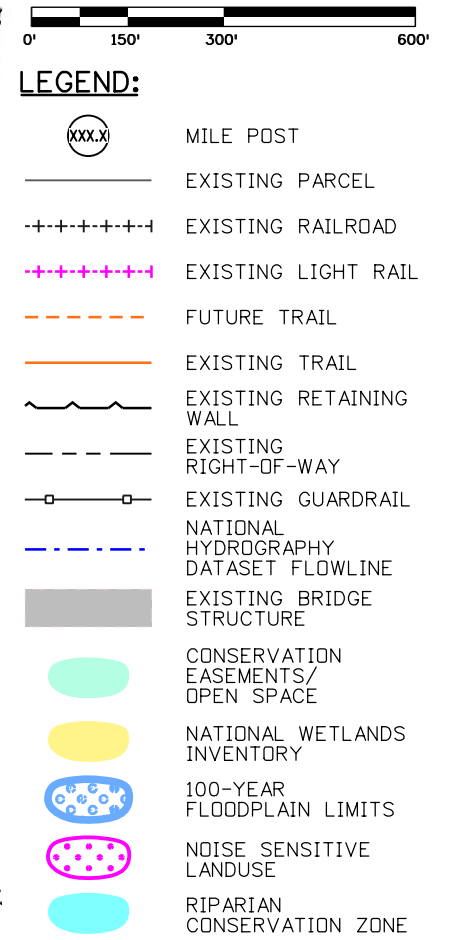 0' 150' 300' 600'
LEGEND:
XXX.X MILE POST
EXISTING PARCEL
EXISTING RAILROAD
EXISTING LIGHT RAIL
FUTURE TRAIL
EXISTING TRAIL
EXISTING RETAINING
WALL
EXISTING
RIGHT-OF-WAY
EXISTING GUARDRAIL
NATIONAL
HYDROGRAPHY
DATASET FLOWLINE
EXISTING BRIDGE
STRUCTURE
CONSERVATION
EASEMENTS/
OPEN SPACE
NATIONAL WETLANDS
INVENTORY
100-YEAR
FLOODPLAIN LIMITS
NOISE SENSITIVE
LANDUSE
RIPARIAN
CONSERVATION ZONE